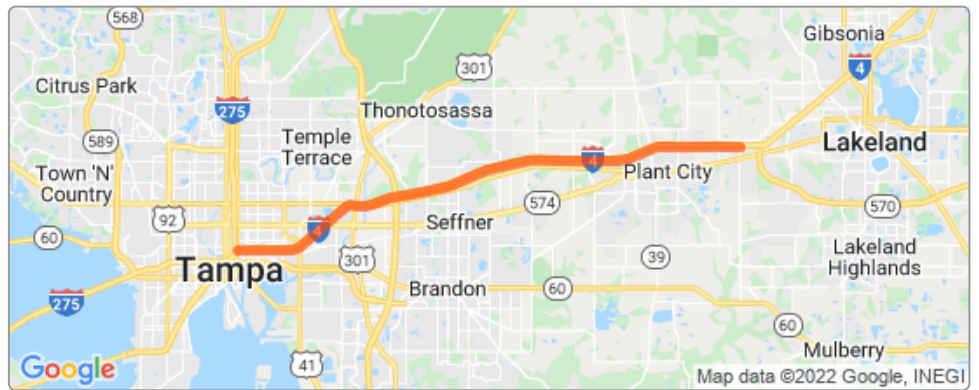 568
Gibsonia
301
4
Citrus Park
275
Thonotosassa
589
Temple
Terrace
Lakeland
4
Plant City
Town 'N'
Country
92
574
570
Seffner
4
60
301
39
Lakeland
Highlands
Tampa
275
Brandon
60
60
41
Mulberry
Google
Map data ©2022 Google, INEGI